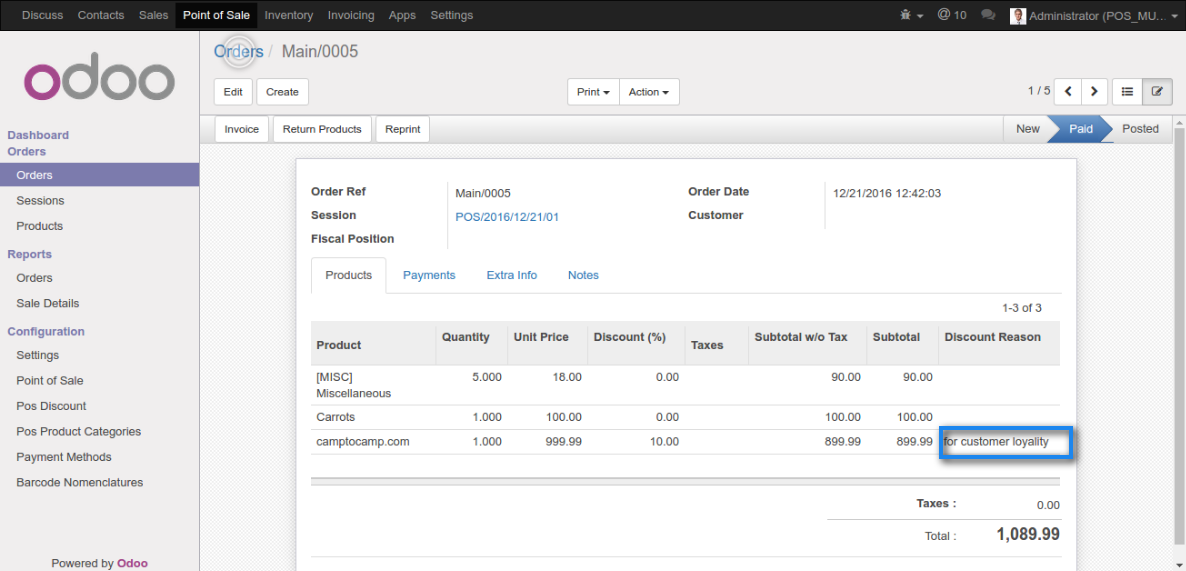 Discuss Contacts Sales Point of Sale Inventory Invoicing Apps Settings @ 10 Administrator (POS_MU...
odoo
Orders / Main/0005
Edit Create Print Action 1 / 5
Invoice Return Products Reprint New Paid Posted
Dashboard
Orders
Orders
Sessions
Products
Reports
Orders
Sale Details
Configuration
Settings
Point of Sale
Pos Discount
Pos Product Categories
Payment Methods
Barcode Nomenclatures
Powered by Odoo
Order Ref Main/0005 Order Date 12/21/2016 12:42:03
Session POS/2016/12/21/01 Customer
Fiscal Position
Products Payments Extra Info Notes
1-3 of 3
Product Quantity Unit Price Discount (%) Taxes Subtotal w/o Tax Subtotal Discount Reason
[MISC] 5.000 18.00 0.00 90.00 90.00
Miscellaneous
Carrots 1.000 100.00 0.00 100.00 100.00
camptocamp.com 1.000 999.99 10.00 899.99 899.99 for customer loyality
Taxes : 0.00
Total : 1,089.99